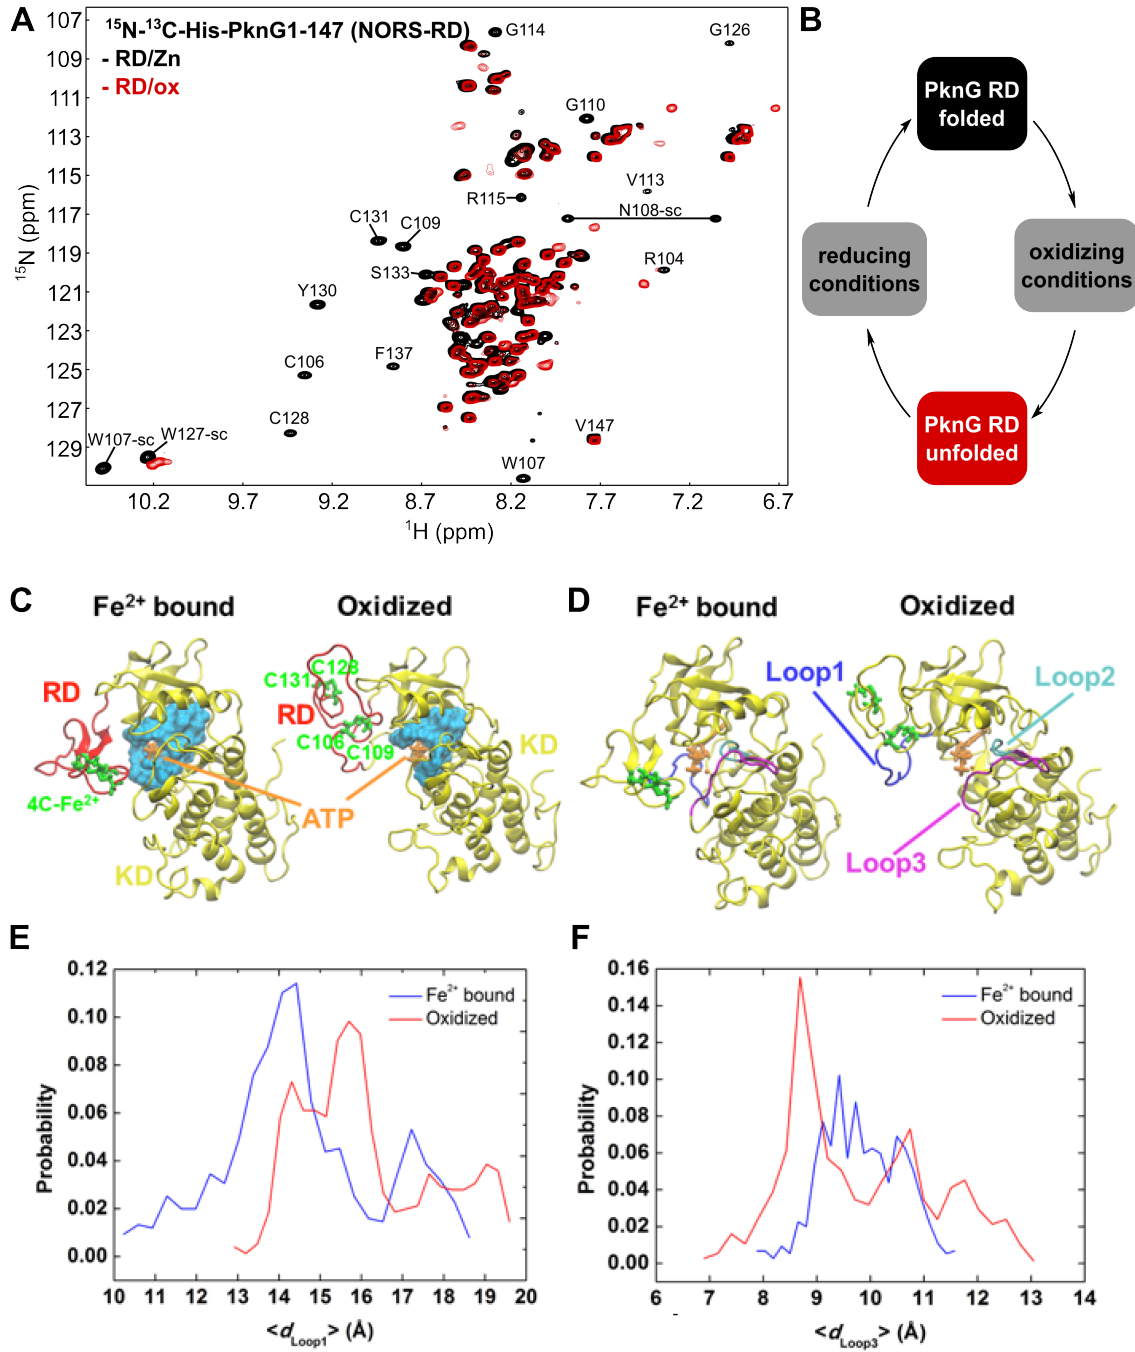 A
¹⁵N-¹³C-His-PknG1-147 (NORS-RD)
- RD/Zn
- RD/ox
107
109
111
113
115
117
119
121
123
125
127
129
¹⁵N (ppm)
G114
G126
G110
V113
R115
N108-sc
C131
C109
R104
S133
Y130
F137
C106
C128
V147
W107-sc
W127-sc
W107
10.2
9.7
9.2
8.7
8.2
7.7
7.2
6.7
¹H (ppm)
B
PknG RD
folded
reducing
conditions
oxidizing
conditions
PknG RD
unfolded
C
Fe²⁺ bound
Oxidized
RD
4C-Fe²⁺
KD
C128
C131
RD
C106
C109
KD
ATP
D
Fe²⁺ bound
Oxidized
Loop1
Loop2
Loop3
E
0.12
0.10
0.08
0.06
0.04
0.02
0.00
Probability
Fe²⁺ bound
Oxidized
10
11
12
13
14
15
16
17
18
19
20
<d_Loop1> (Å)
F
0.16
0.14
0.12
0.10
0.08
0.06
0.04
0.02
0.00
Probability
Fe²⁺ bound
Oxidized
6
7
8
9
10
11
12
13
14
<d_Loop3> (Å)